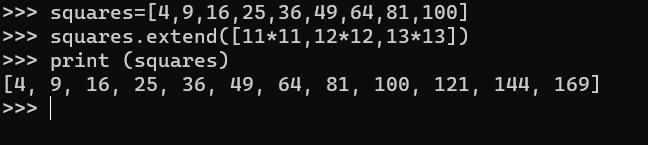 >>> squares=[4,9,16,25,36,49,64,81,100]
>>> squares.extend([11*11,12*12,13*13])
>>> print (squares)
[4, 9, 16, 25, 36, 49, 64, 81, 100, 121, 144, 169]
>>>